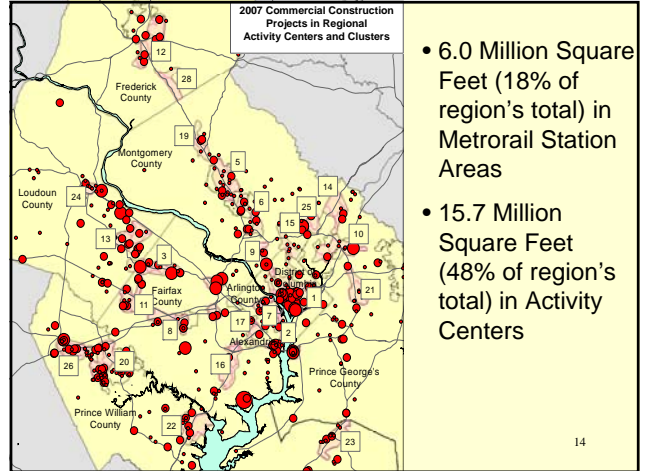 2007 Commercial Construction
Projects in Regional
Activity Centers and Clusters
12
28
Frederick
County
19
Montgomery
County
5
14
Loudoun
County
24
6
25
15
13
10
9
3
District of
Columbia
Arlington
County
Fairfax
County
1
21
11
7
17
8
2
Alexandria
20
16
26
Prince George's
County
Prince William
County
22
23
• 6.0 Million Square
Feet (18% of
region's total) in
Metrorail Station
Areas
• 15.7 Million
Square Feet
(48% of region's
total) in Activity
Centers
14